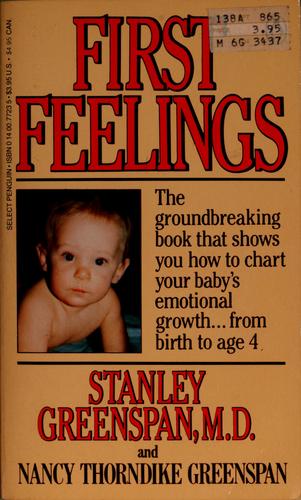 138A 865
3.95
M 6G 3437
SELECT PENGUIN • ISBN 0 14 00.7723 5 • $3.95 U.S. • $4.95 CAN
FIRST
FEELINGS
The
groundbreaking
book that shows
you how to chart
your baby's
emotional
growth...from
birth to age 4
STANLEY
GREENSPAN, M.D.
and
NANCY THORNDIKE GREENSPAN